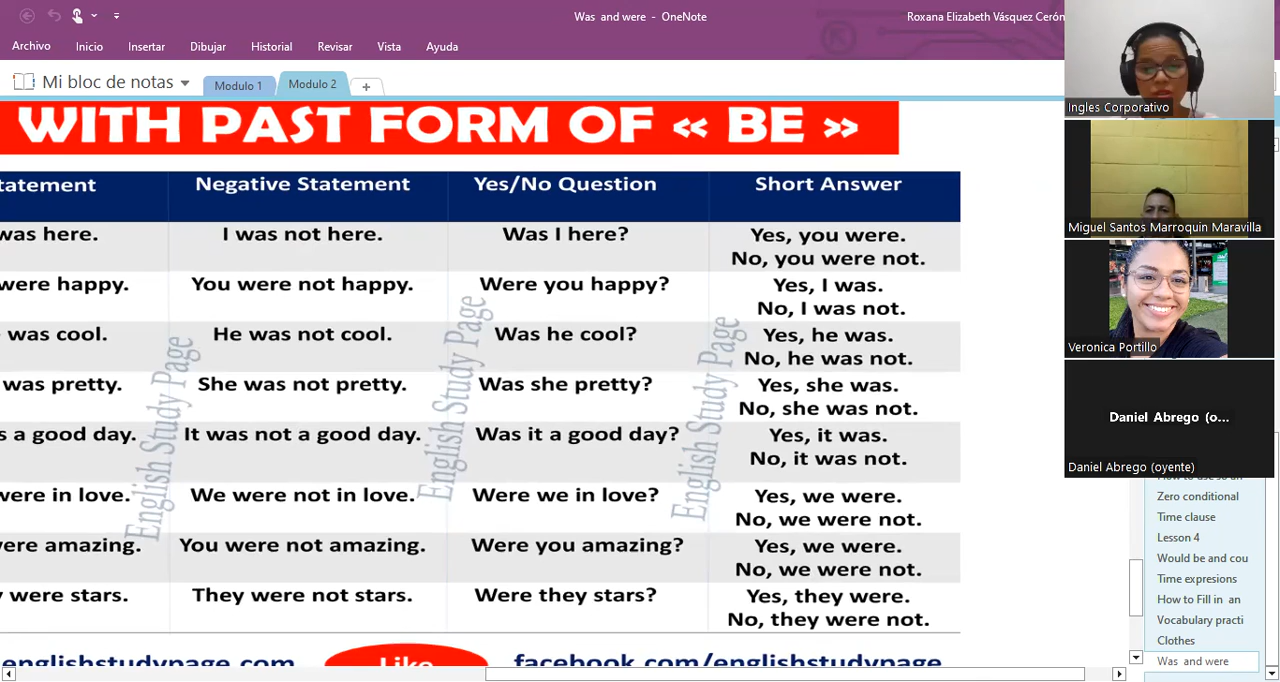 Was and were - OneNote
Roxana Elizabeth Vásquez Cerón
Archivo Inicio Insertar Dibujar Historial Revisar Vista Ayuda
Mi bloc de notas Modulo 1 Modulo 2 +
WITH PAST FORM OF « BE »
tatement Negative Statement Yes/No Question Short Answer
was here. I was not here. Was I here? Yes, you were.
No, you were not.
were happy. You were not happy. Were you happy? Yes, I was.
No, I was not.
was cool. He was not cool. Was he cool? Yes, he was.
No, he was not.
was pretty. She was not pretty. Was she pretty? Yes, she was.
No, she was not.
s a good day. It was not a good day. Was it a good day? Yes, it was.
No, it was not.
were in love. We were not in love. Were we in love? Yes, we were.
No, we were not.
ere amazing. You were not amazing. Were you amazing? Yes, we were.
No, we were not.
y were stars. They were not stars. Were they stars? Yes, they were.
No, they were not.
English Study Page
English Study Page
English Study Page
englishstudypage.com Like facebook.com/englishstudypage
Ingles Corporativo
Miguel Santos Marroquin Maravilla
Veronica Portillo
Daniel Abrego (o...
Daniel Abrego (oyente)
Zero conditional
Time clause
Lesson 4
Would be and cou
Time expresions
How to Fill in an
Vocabulary practi
Clothes
Was and were